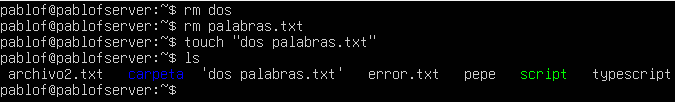 pablof@pablofserver:~$ rm dos
pablof@pablofserver:~$ rm palabras.txt
pablof@pablofserver:~$ touch "dos palabras.txt"
pablof@pablofserver:~$ ls
archivo2.txt carpeta 'dos palabras.txt' error.txt pepe script typescript
pablof@pablofserver:~$